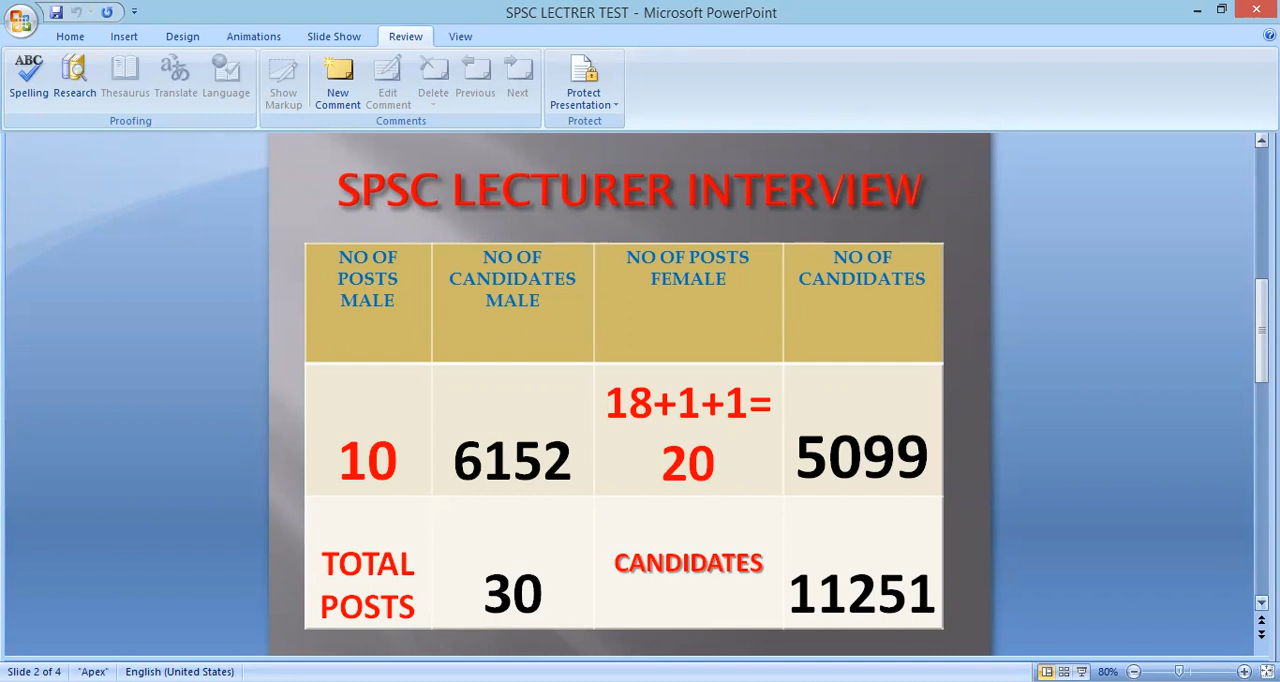 SPSC LECTRER TEST - Microsoft PowerPoint
Home Insert Design Animations Slide Show Review View
ABC
Spelling Research Thesaurus Translate Language
Show Markup
New Comment
Edit Comment
Delete Previous Next
Protect Presentation
Proofing Comments Protect
SPSC LECTURER INTERVIEW
NO OF POSTS MALE
NO OF CANDIDATES MALE
NO OF POSTS FEMALE
NO OF CANDIDATES
10
6152
18+1+1=
20
5099
TOTAL
POSTS
30
CANDIDATES
11251
Slide 2 of 4 "Apex" English (United States) 80%